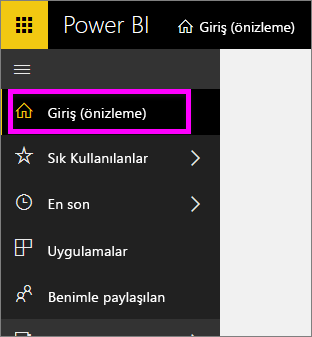 Power BI Giriş (önizleme)
Giriş (önizleme)
Sık Kullanılanlar
En son
Uygulamalar
Benimle paylaşılan